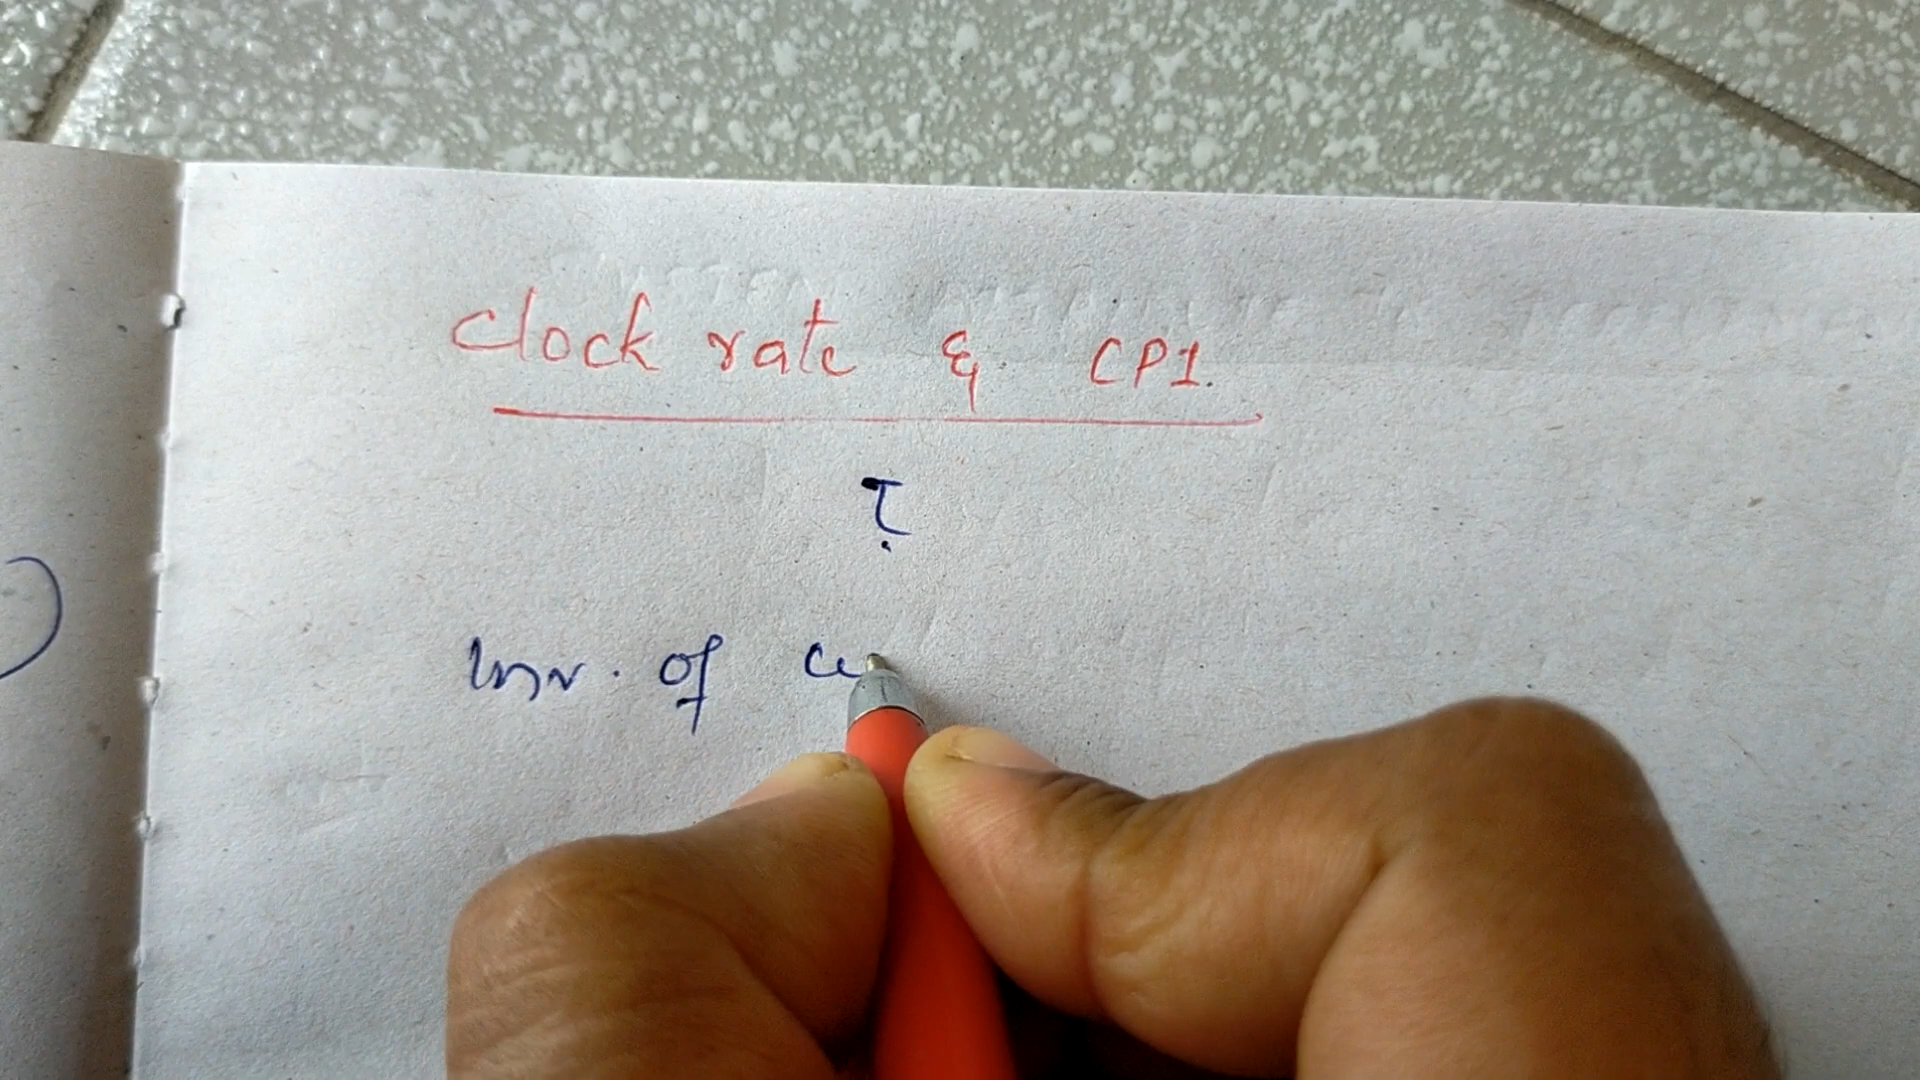 Clock rate & CPI.
τ
Inv. of